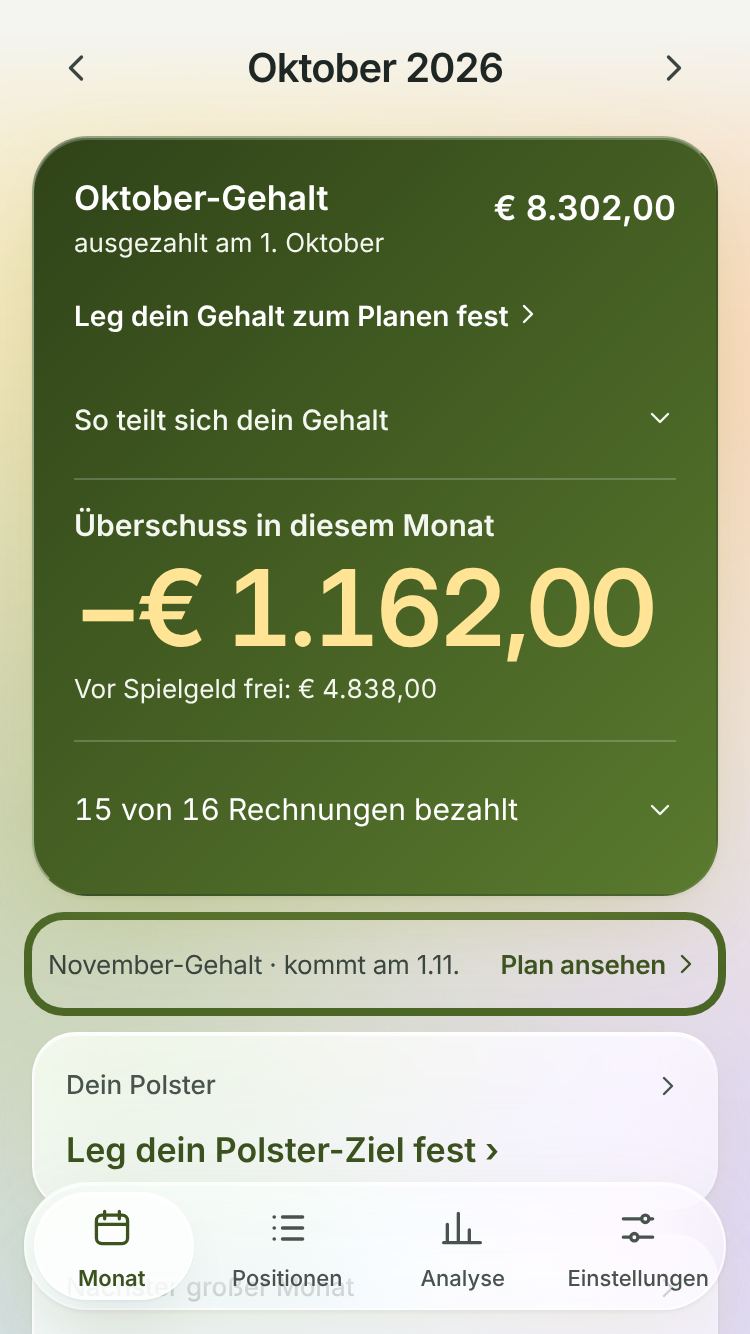 Oktober 2026
Oktober-Gehalt
€ 8.302,00
ausgezahlt am 1. Oktober
Leg dein Gehalt zum Planen fest
So teilt sich dein Gehalt
Überschuss in diesem Monat
–€ 1.162,00
Vor Spielgeld frei: € 4.838,00
15 von 16 Rechnungen bezahlt
November-Gehalt · kommt am 1.11.
Plan ansehen
Dein Polster
Leg dein Polster-Ziel fest ›
Nächster großer Monat
Monat
Positionen
Analyse
Einstellungen